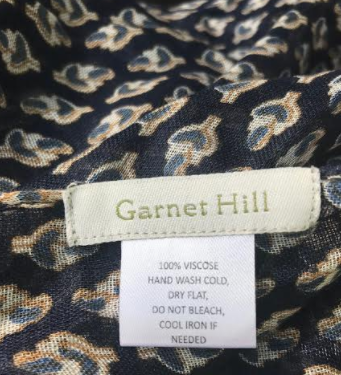 Garnet Hill
100% VISCOSE
HAND WASH COLD,
DRY FLAT,
DO NOT BLEACH,
COOL IRON IF
NEEDED